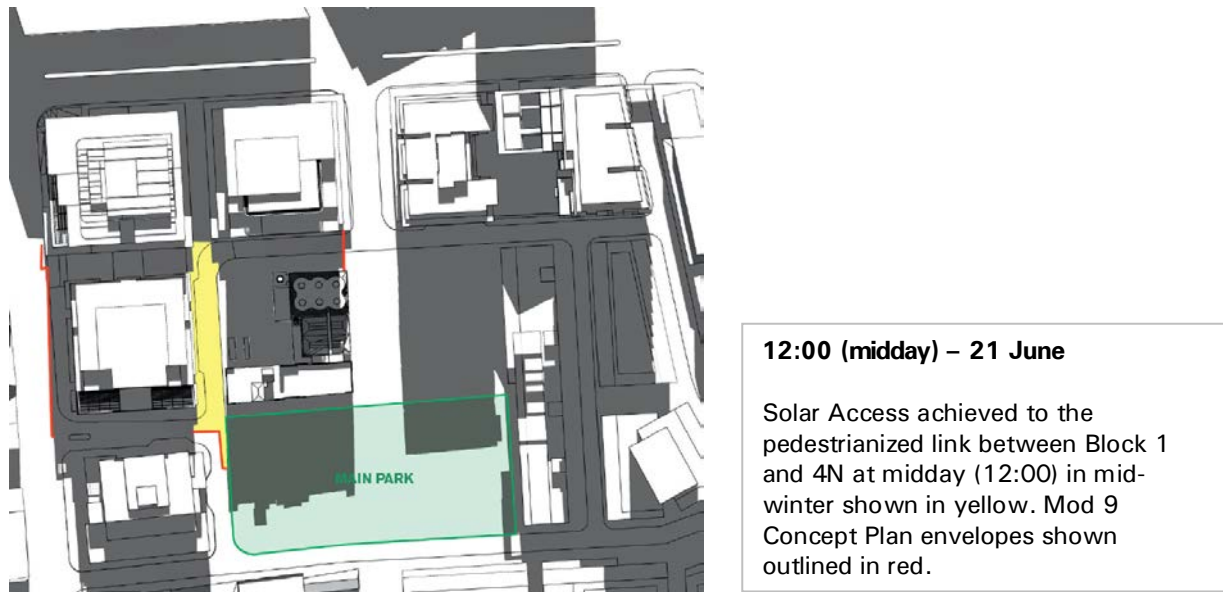 MAIN PARK
12:00 (midday) – 21 June
Solar Access achieved to the
pedestrianized link between Block 1
and 4N at midday (12:00) in mid-
winter shown in yellow. Mod 9
Concept Plan envelopes shown
outlined in red.